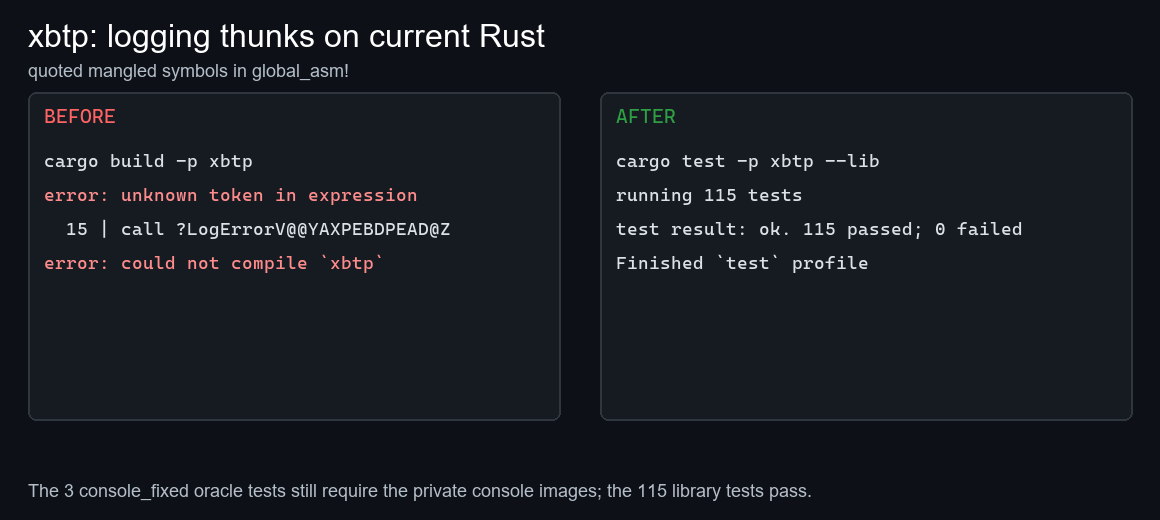 xbtp: logging thunks on current Rust
quoted mangled symbols in global_asm!
BEFORE
cargo build -p xbtp
error: unknown token in expression
15 | call ?LogErrorV@@YAXPEBDPEAD@Z
error: could not compile `xbtp`
AFTER
cargo test -p xbtp --lib
running 115 tests
test result: ok. 115 passed; 0 failed
Finished `test` profile
The 3 console_fixed oracle tests still require the private console images; the 115 library tests pass.